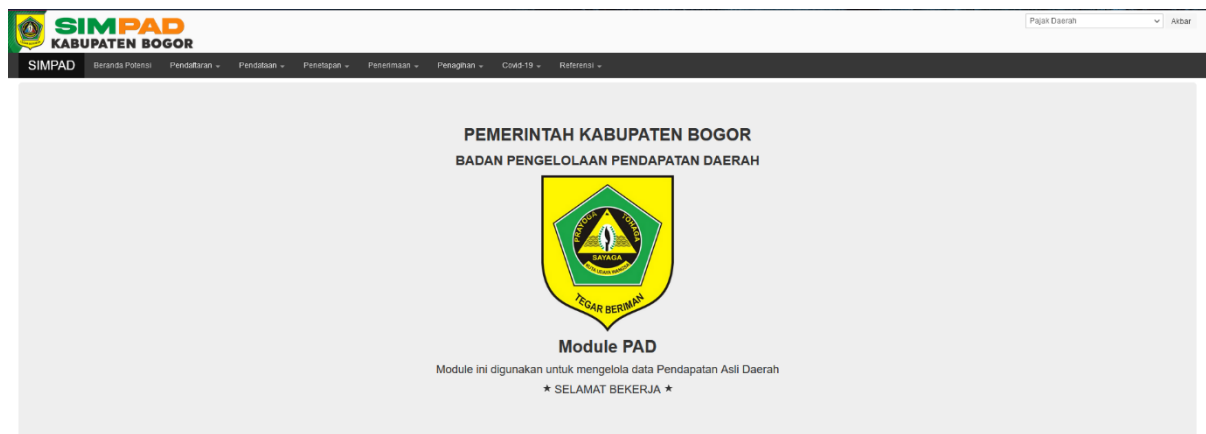 SIMPAD
KABUPATEN BOGOR
Pajak Daerah
Akbar
SIMPAD Beranda Potensi Pendaftaran Pendataan Penetapan Penerimaan Penagihan Covid-19 Referensi
PEMERINTAH KABUPATEN BOGOR
BADAN PENGELOLAAN PENDAPATAN DAERAH
PRAYOGA TOHAGA
SAYAGA
TEGAR BERIMAN
Module PAD
Module ini digunakan untuk mengelola data Pendapatan Asli Daerah
★ SELAMAT BEKERJA ★